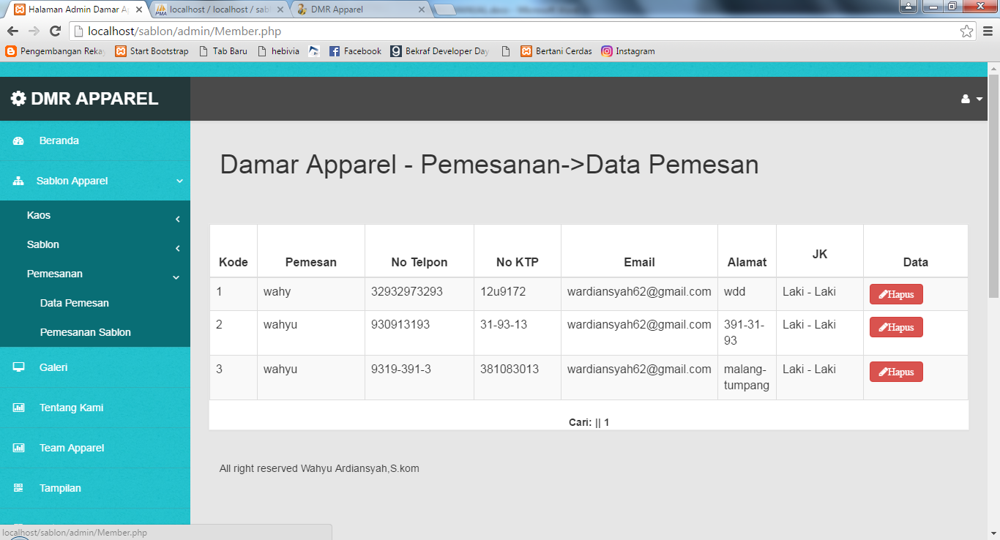 Halaman Admin Damar A
localhost / localhost / sabl
DMR Apparel
localhost/sablon/admin/Member.php
Pengembangan Reka
Start Bootstrap
Tab Baru
hebivia
Facebook
Bekraf Developer Day
Bertani Cerdas
Instagram
DMR APPAREL
Beranda
Sablon Apparel
Kaos
Sablon
Pemesanan
Data Pemesan
Pemesanan Sablon
Galeri
Tentang Kami
Team Apparel
Tampilan
Damar Apparel - Pemesanan->Data Pemesan
Kode Pemesan No Telpon No KTP Email Alamat JK Data
1 wahy 32932973293 12u9172 wardiansyah62@gmail.com wdd Laki - Laki Hapus
2 wahyu 930913193 31-93-13 wardiansyah62@gmail.com 391-31-
93 Laki - Laki Hapus
3 wahyu 9319-391-3 381083013 wardiansyah62@gmail.com malang-
tumpang Laki - Laki Hapus
Cari: || 1
All right reserved Wahyu Ardiansyah,S.kom
localhost/sablon/admin/Member.php